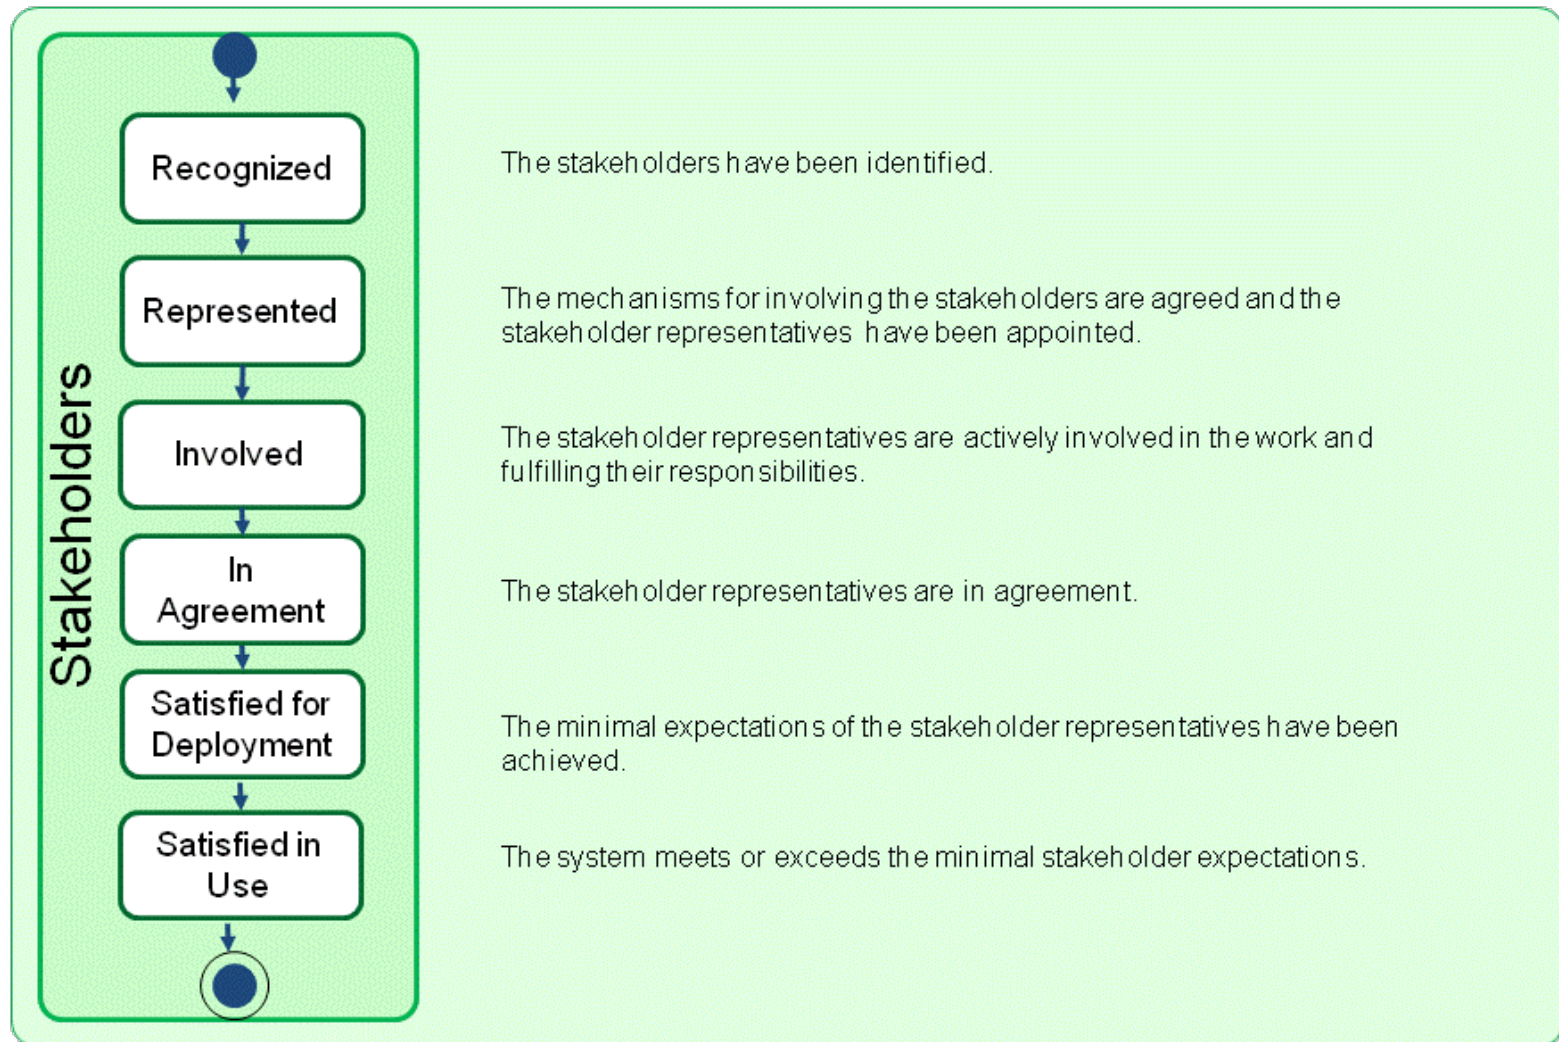 Stakeholders
Recognized
The stakeholders have been identified.
Represented
The mechanisms for involving the stakeholders are agreed and the
stakeholder representatives have been appointed.
Involved
The stakeholder representatives are actively involved in the work and
fulfilling their responsibilities.
In
Agreement
The stakeholder representatives are in agreement.
Satisfied for
Deployment
The minimal expectations of the stakeholder representatives have been
achieved.
Satisfied in
Use
The system meets or exceeds the minimal stakeholder expectations.